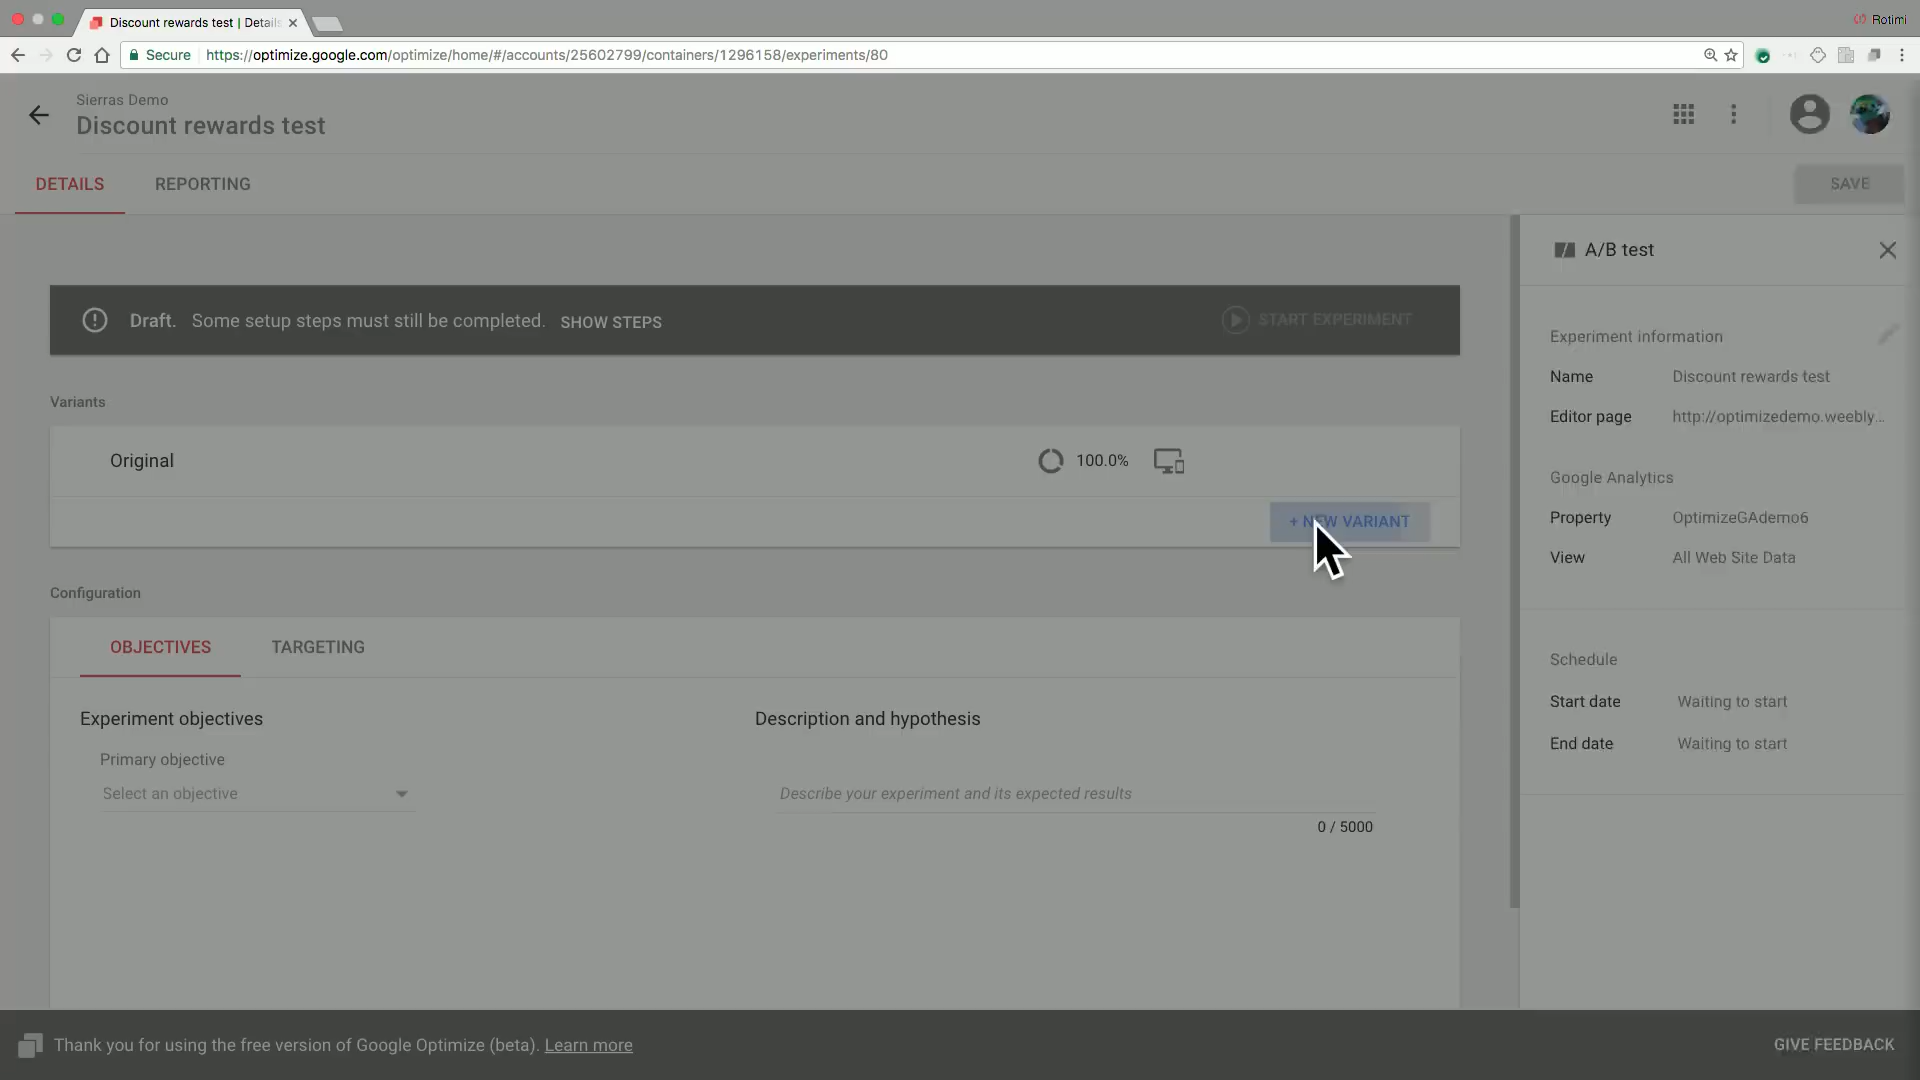 Discount rewards test | Details
Rotimi
Secure https://optimize.google.com/optimize/home/#/accounts/25602799/containers/1296158/experiments/80
Sierras Demo
Discount rewards test
DETAILS REPORTING
SAVE
A/B test
Draft. Some setup steps must still be completed. SHOW STEPS
START EXPERIMENT
Experiment information
Name Discount rewards test
Editor page http://optimizedemo.weebly...
Variants
Original 100.0%
+ NEW VARIANT
Google Analytics
Property OptimizeGAdemo6
View All Web Site Data
Configuration
OBJECTIVES TARGETING
Schedule
Start date Waiting to start
End date Waiting to start
Experiment objectives
Primary objective
Select an objective
Description and hypothesis
Describe your experiment and its expected results
0 / 5000
Thank you for using the free version of Google Optimize (beta). Learn more
GIVE FEEDBACK